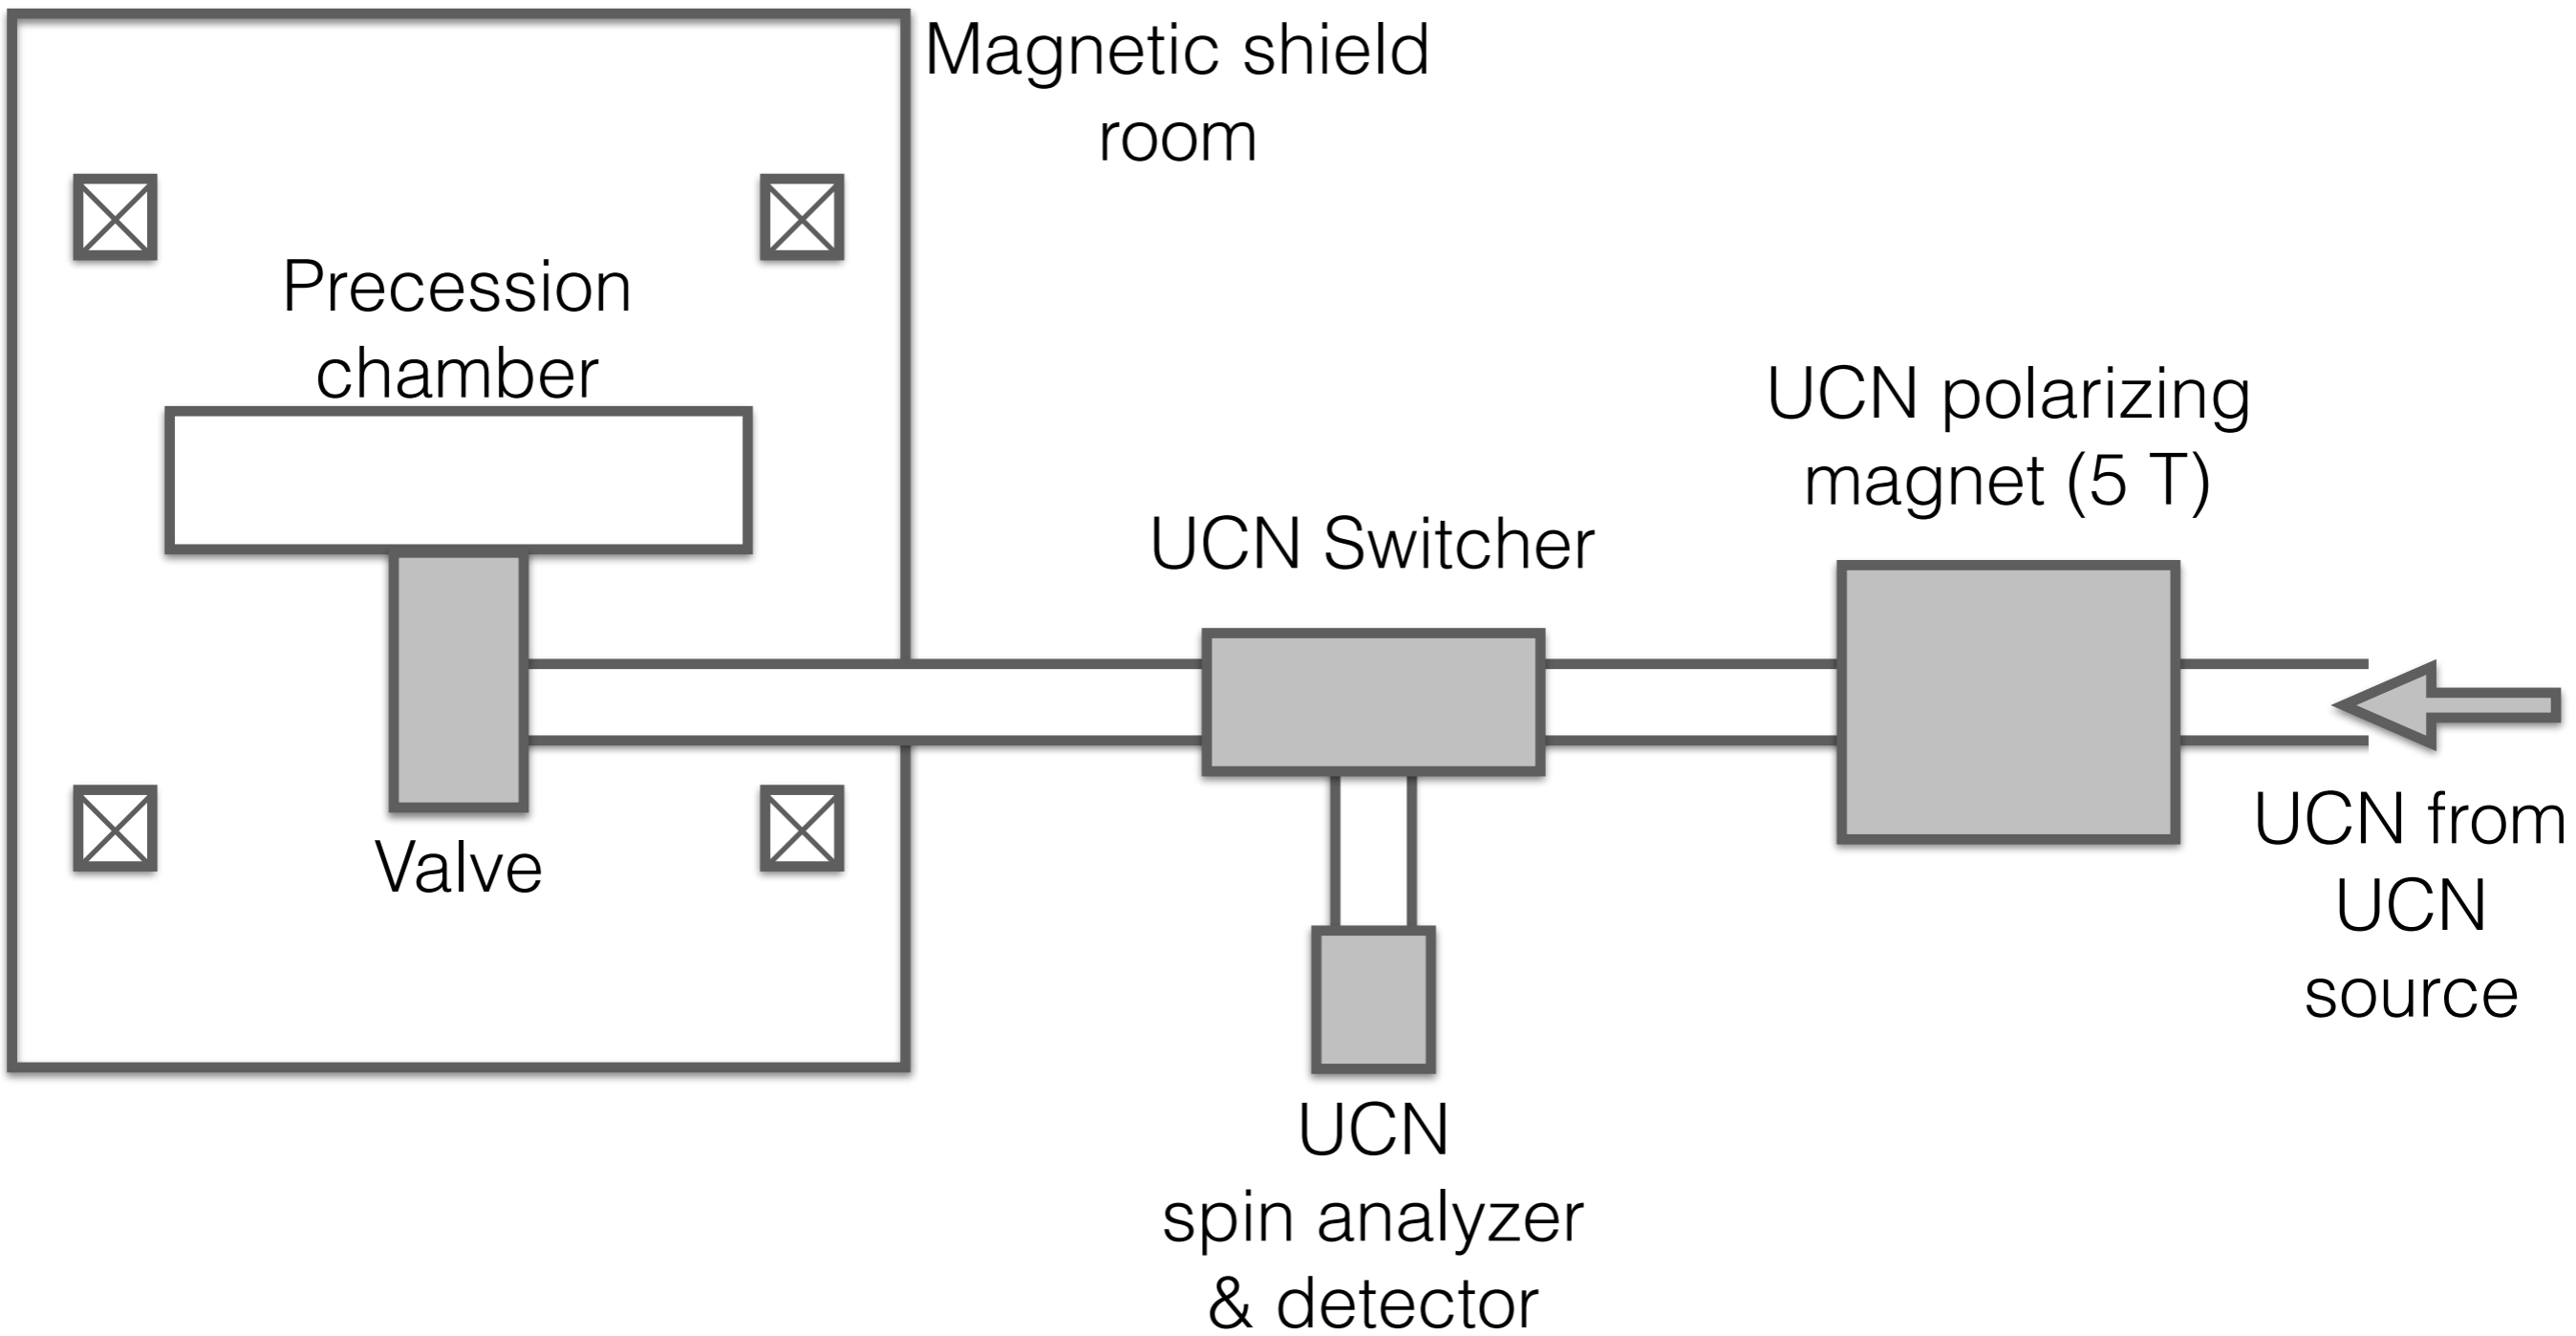 Magnetic shield
room
Precession
chamber
UCN polarizing
magnet (5 T)
UCN Switcher
UCN from
UCN
source
Valve
UCN
spin analyzer
& detector